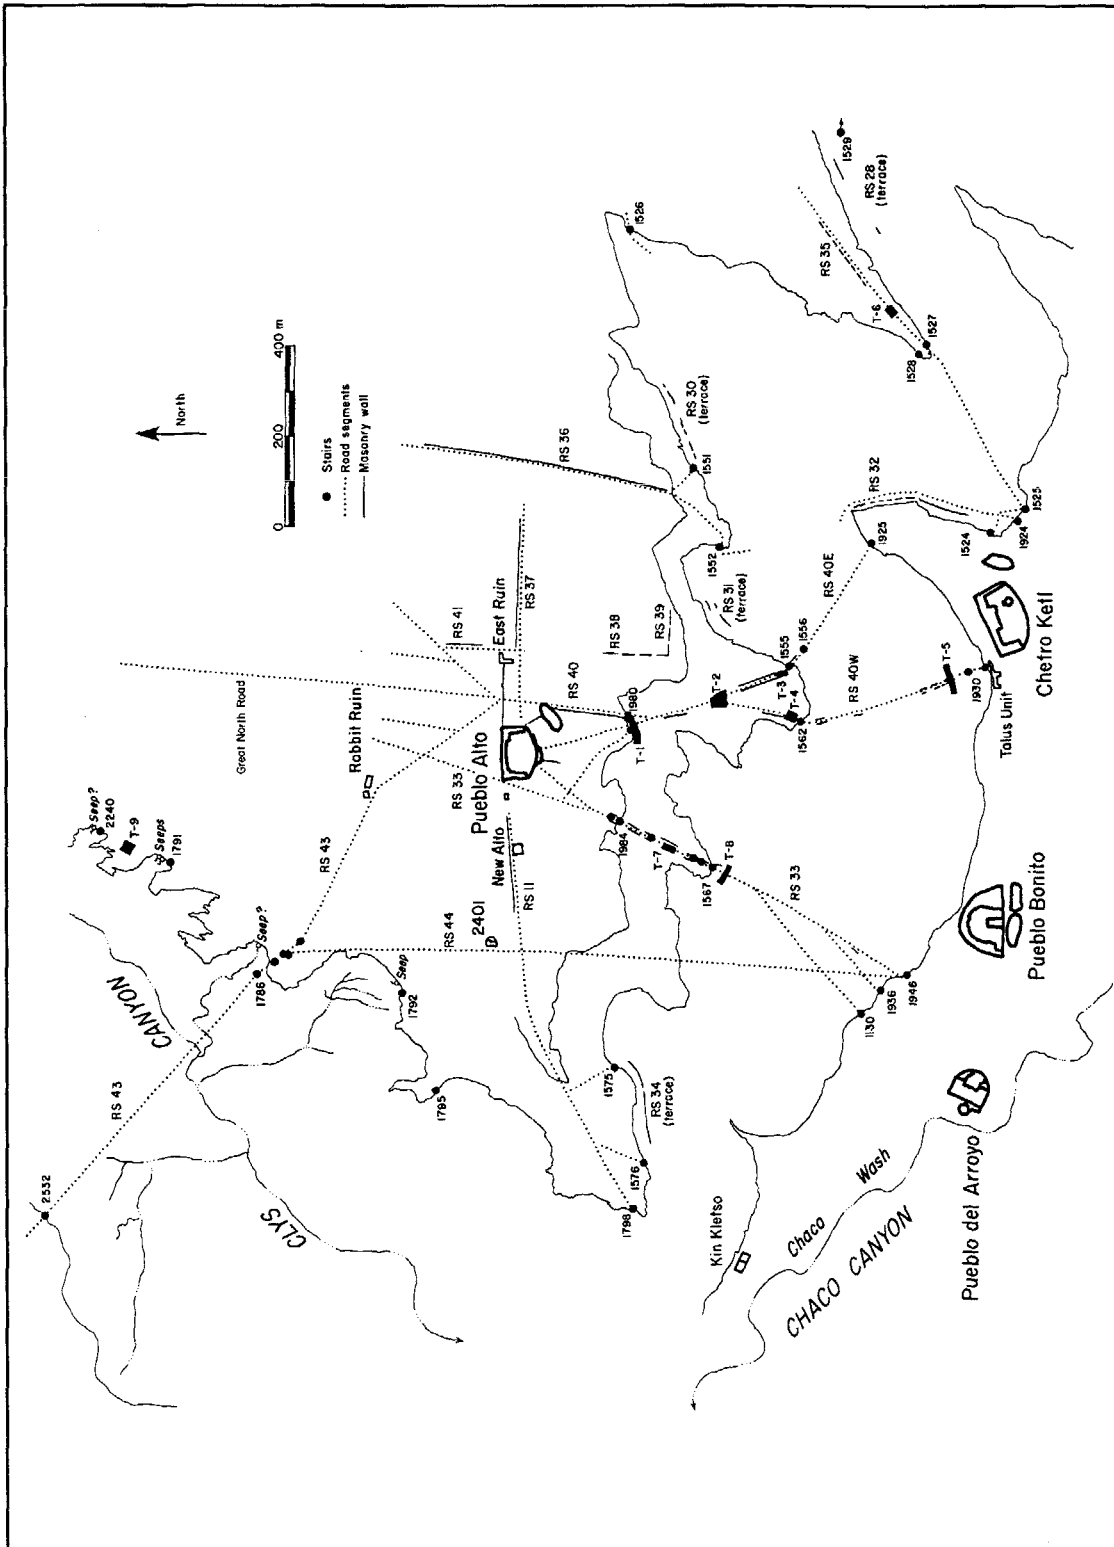 2532
RS 43
CANYON
CLYS
1786
Seep?
Seep?
2240
T-9
Seeps
1791
1792
Seep
1795
RS 43
RS 44
2401
Great North Road
Rabbit Ruin
RS 33
New Alto
Pueblo Alto
RS 11
RS 41
East Ruin
RS 37
RS 40
RS 38
RS 39
North
0 200 400 m
Stairs
Road segments
Masonry wall
RS 36
1526
RS 30
(terrace)
1551
1552
RS 31
(terrace)
1529
RS 28
(terrace)
RS 35
T-6
1527
1528
RS 32
1525
1924
1524
1925
RS 40E
1556
1555
T-3
T-4
1562
T-2
1980
T-1
1984
T-7
T-8
1567
RS 33
RS 40W
T-5
1930
Talus Unit
Chetro Ketl
Pueblo Bonito
1946
1936
1130
1575
RS 34
(terrace)
1576
1798
Kin Kletso
Chaco Wash
CHACO CANYON
Pueblo del Arroyo